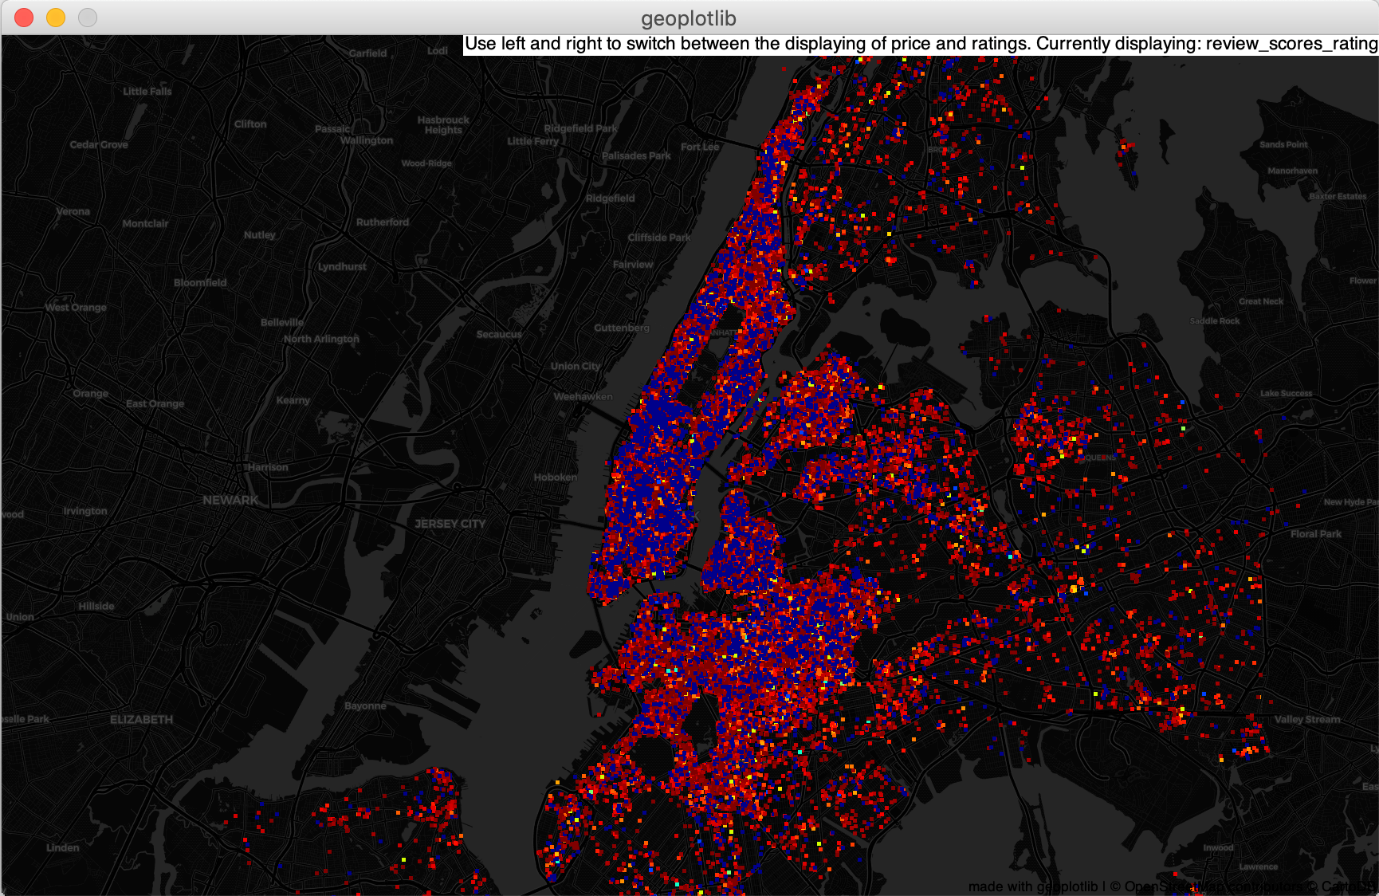 geoplotlib
Use left and right to switch between the displaying of price and ratings. Currently displaying: review_scores_rating
Garfield
Lodi
Little Falls
Clifton
Passaic
Wallington
Hasbrouck
Heights
Ridgefield Park
Little Ferry
Cedar Grove
Wood-Ridge
Palisades Park
Fort Lee
Sands Point
Manorhaven
Baxter Estates
Ridgefield
Verona
Montclair
Rutherford
Nutley
Cliffside Park
Fairview
Lyndhurst
Bloomfield
Flower
West Orange
Great Neck
Belleville
North Arlington
Secaucus
Guttenberg
Saddle Rock
Union City
Orange
East Orange
Kearny
Weehawken
Lake Success
QUEENS
Harrison
Hoboken
NEWARK
New Hyde Par
wood
Irvington
JERSEY CITY
Floral Park
Hillside
Union
Bayonne
selle Park
ELIZABETH
Valley Stream
Linden
Inwood
Lawrence
made with geoplotlib | © OpenStreetMap